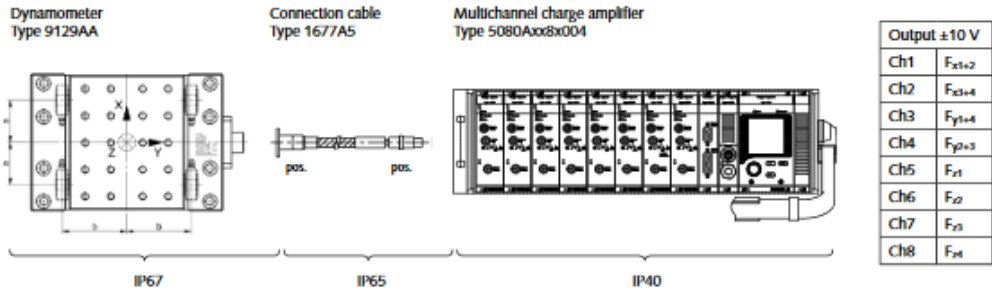 Dynamometer
Type 9129AA
Connection cable
Type 1677A5
Multichannel charge amplifier
Type 5080Axx8x004
X
Z
Y
a
a
b
b
pos.
pos.
IP67
IP65
IP40
Output ±10 V
Ch1 Fx1+2
Ch2 Fx3+4
Ch3 Fy1+4
Ch4 Fy2+3
Ch5 Fz1
Ch6 Fz2
Ch7 Fz3
Ch8 Fz4